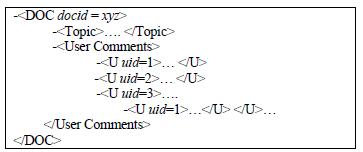 -<DOC docid = xyz>
-<Topic>…. </Topic>
-<User Comments>
-<U uid=1>… </U>
-<U uid=2>… </U>
-<U uid=3>….
-<U uid=1>…</U> </U>…
</User Comments>
</DOC>